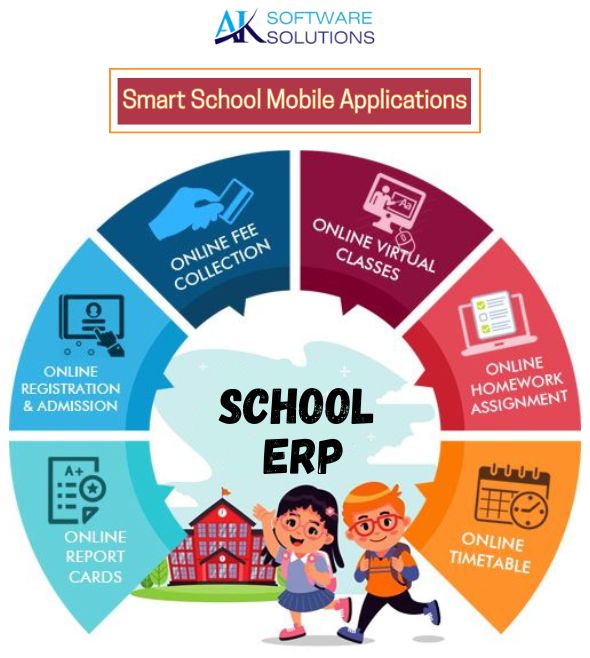 AK SOFTWARE
SOLUTIONS
Smart School Mobile Applications
ONLINE FEE
COLLECTION
ONLINE VIRTUAL
CLASSES
Aa
ONLINE
REGISTRATION
& ADMISSION
ONLINE
HOMEWORK
ASSIGNMENT
SCHOOL
ERP
A+
ONLINE
REPORT
CARDS
ONLINE
TIMETABLE